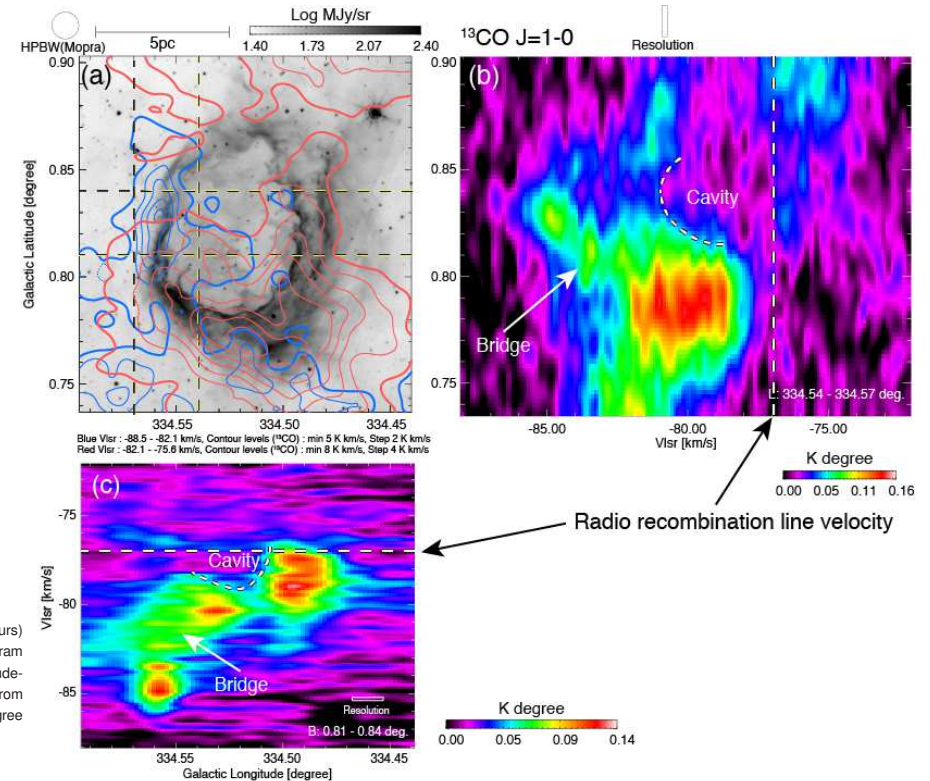 Log MJy/sr
HPBW(Mopra)
5pc
1.40 1.73 2.07 2.40
(a)
0.90
0.85
0.80
0.75
Galactic Latitude [degree]
334.55 334.50
Blue Vlsr : -88.5 - -82.1 km/s, Contour levels (¹³CO) : min 5 K km/s, Step 2 K km/s
Red Vlsr : -82.1 - -75.6 km/s, Contour levels (¹³CO) : min 8 K km/s, Step 4 K km/s
¹³CO J=1-0
Resolution
(b)
0.90
0.85
0.80
0.75
Cavity
Bridge
L: 334.54 - 334.57 deg.
-85.00 -80.00 -75.00
Vlsr [km/s]
K degree
0.00 0.05 0.11 0.16
Radio recombination line velocity
(c)
-75
-80
-85
Vlsr [km/s]
Cavity
Bridge
Resolution
B: 0.81 - 0.84 deg.
334.55 334.50 334.45
Galactic Longitude [degree]
K degree
0.00 0.05 0.09 0.14
urs)
ram
ude-
rom
gree